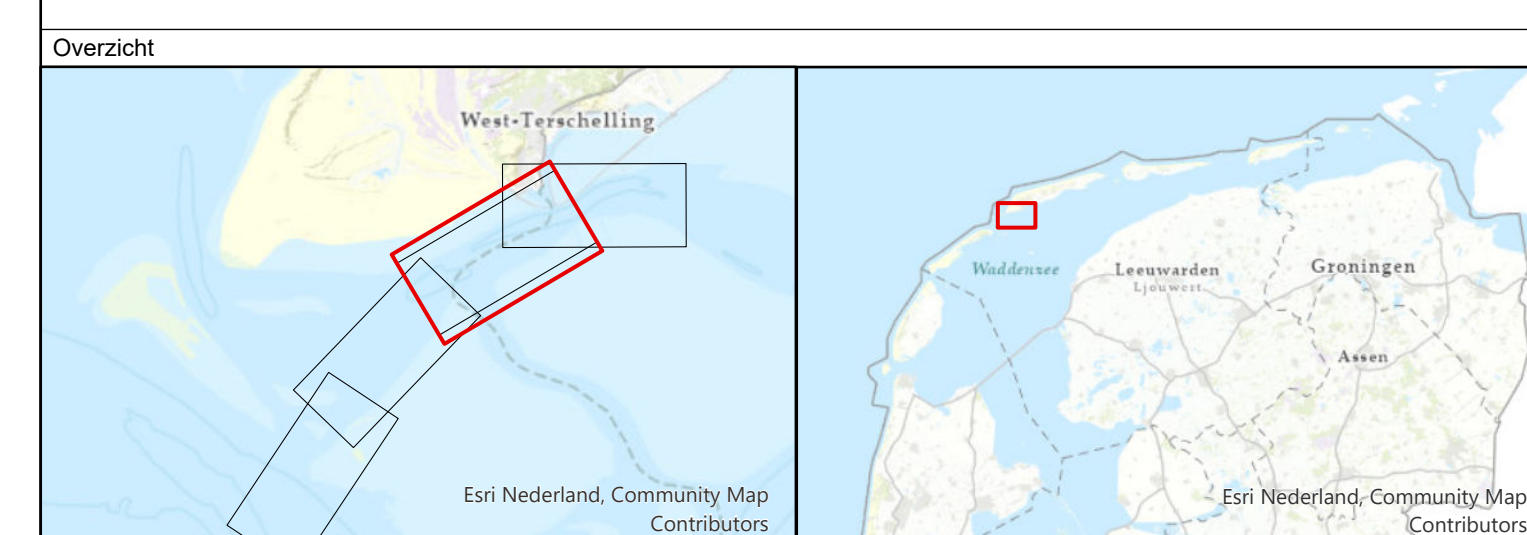 Overzicht
West-Terschelling
Esri Nederland, Community Map
Contributors
Waddenzee
Leeuwarden
Ljouwert
Groningen
Assen
Esri Nederland, Community Map
Contributors